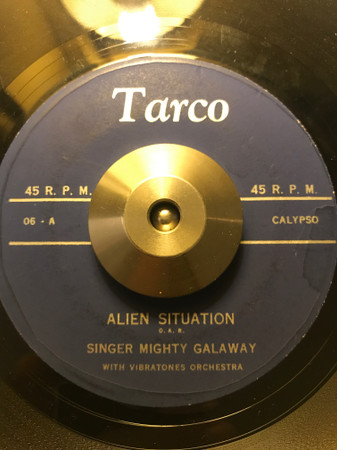 Tarco
45 R. P. M. 45 R. P. M.
06 - A CALYPSO
ALIEN SITUATION
D. A. R.
SINGER MIGHTY GALAWAY
WITH VIBRATONES ORCHESTRA